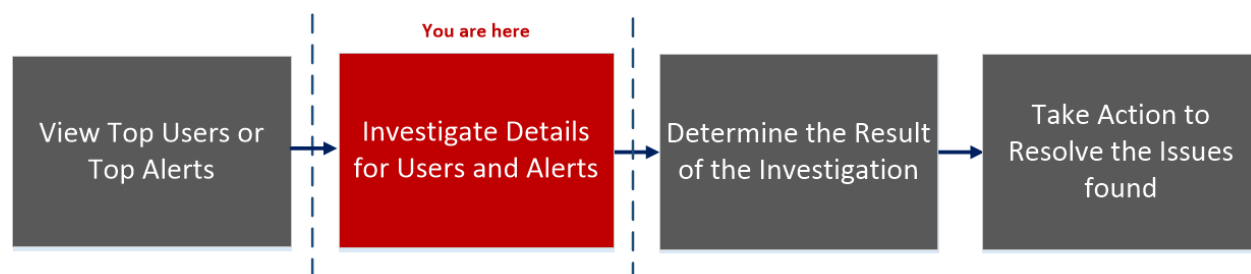 You are here
View Top Users or
Top Alerts
Investigate Details
for Users and Alerts
Determine the Result
of the Investigation
Take Action to
Resolve the Issues
found